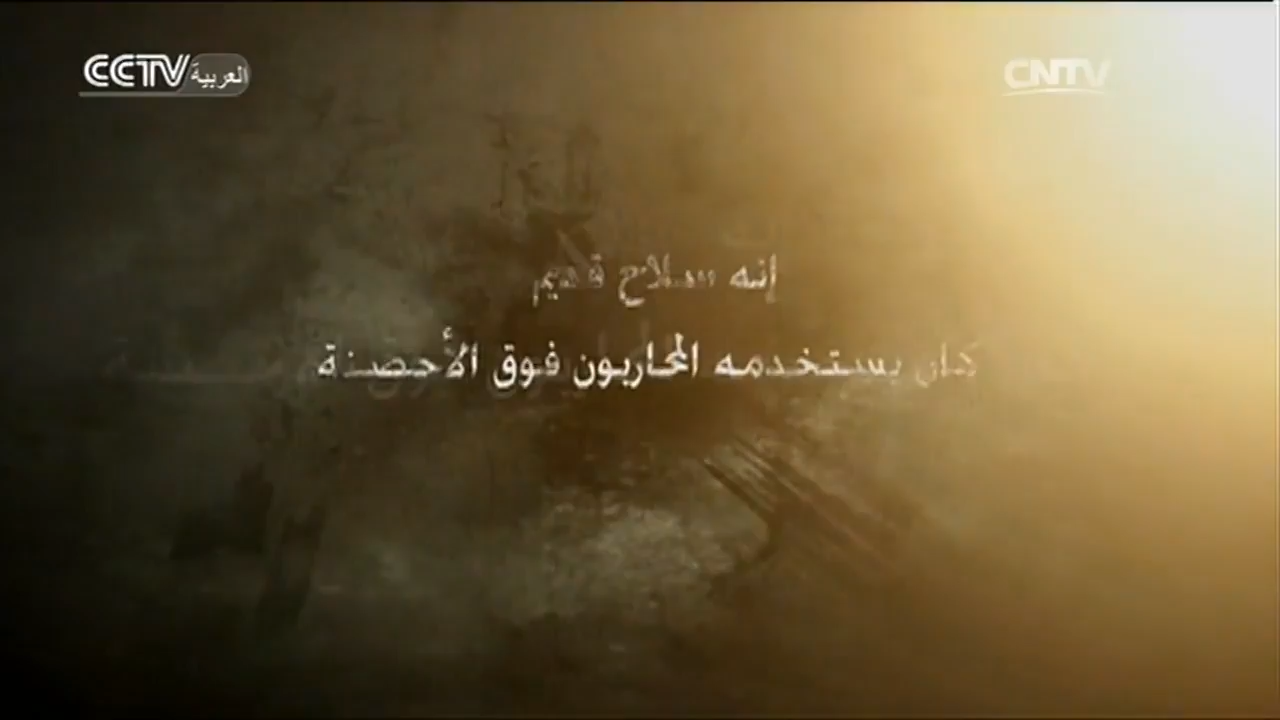 CCTV العربية
CNTV
إنه سلاح قديم
كان يستخدمه المحاربون فوق الأحصنة